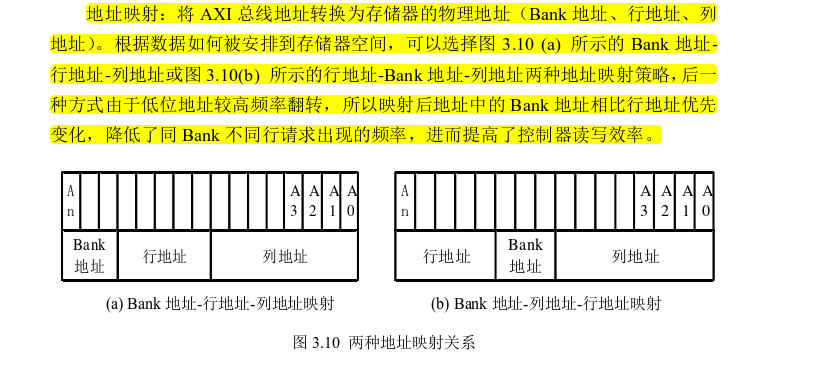 地址映射：将 AXI 总线地址转换为存储器的物理地址（Bank 地址、行地址、列
地址）。根据数据如何被安排到存储器空间，可以选择图 3.10 (a) 所示的 Bank 地址-
行地址-列地址或图 3.10(b) 所示的行地址-Bank 地址-列地址两种地址映射策略，后一
种方式由于低位地址较高频率翻转，所以映射后地址中的 Bank 地址相比行地址优先
变化，降低了同 Bank 不同行请求出现的频率，进而提高了控制器读写效率。
An A3 A2 A1 A0
Bank 地址 行地址 列地址
(a) Bank 地址-行地址-列地址映射
An A3 A2 A1 A0
行地址 Bank 地址 列地址
(b) Bank 地址-列地址-行地址映射
图 3.10 两种地址映射关系